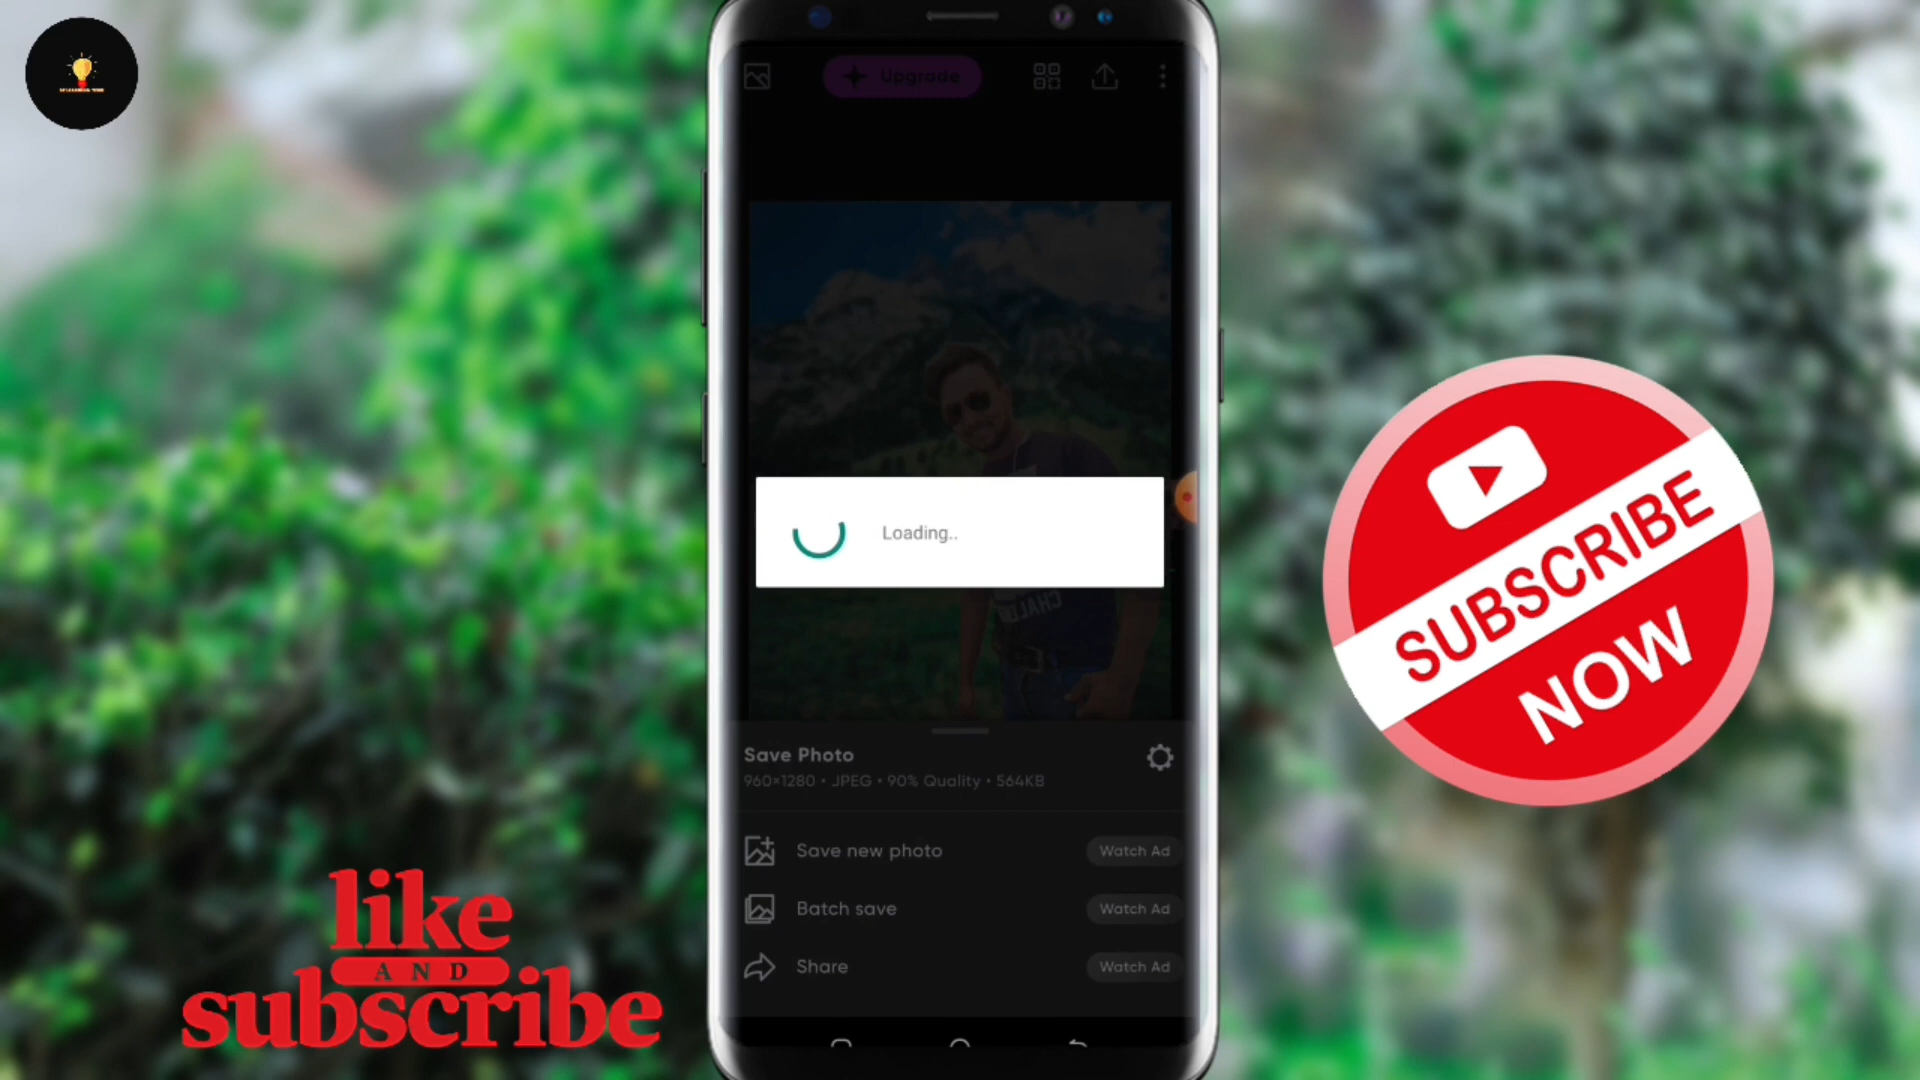 Upgrade
Loading..
CHALO
Save Photo
960×1280 • JPEG • 90% Quality • 564KB
Save new photo
Watch Ad
Batch save
Watch Ad
Share
Watch Ad
SUBSCRIBE
NOW
like
AND
subscribe